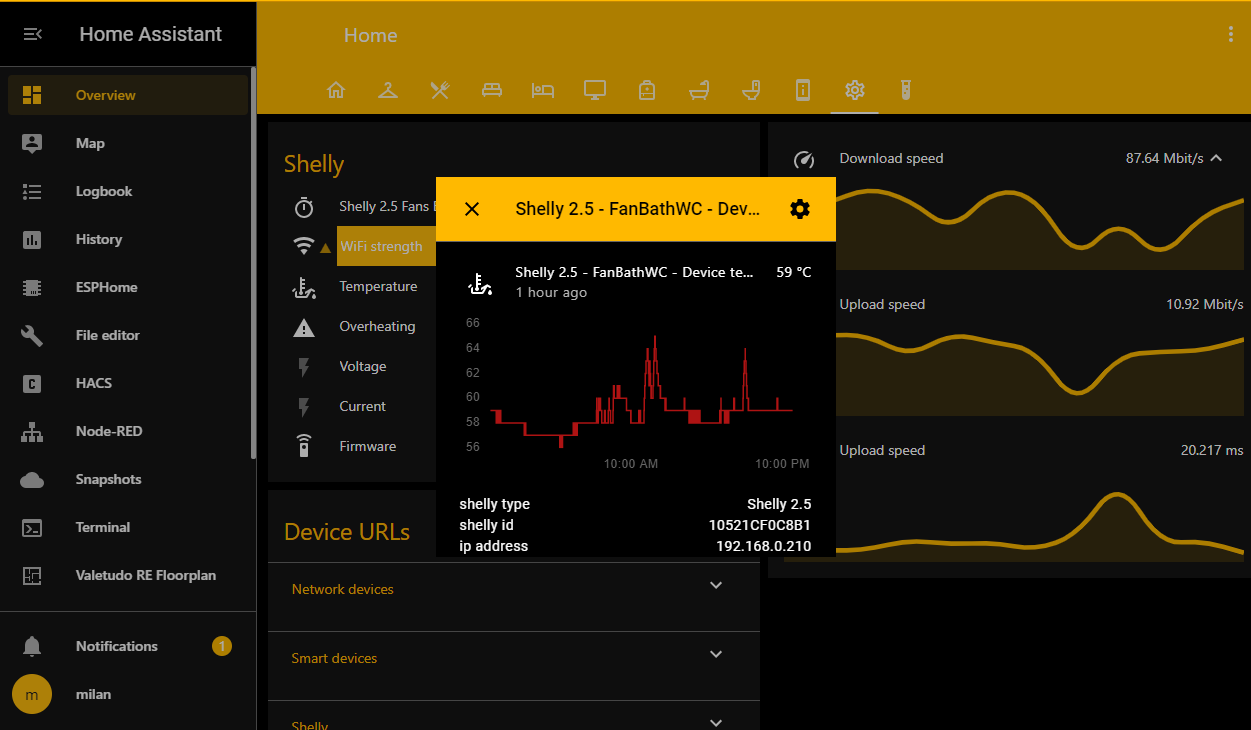 Home Assistant
Overview
Map
Logbook
History
ESPHome
File editor
C
HACS
Node-RED
Snapshots
Terminal
Valetudo RE Floorplan
Notifications
1
m
milan
Home
Shelly
Shelly 2.5 Fans
WiFi strength
Temperature
Overheating
Voltage
Current
Firmware
Shelly 2.5 - FanBathWC - Dev...
Shelly 2.5 - FanBathWC - Device te... 59 °C
1 hour ago
66
64
62
60
58
56
10:00 AM 10:00 PM
shelly type Shelly 2.5
shelly id 10521CF0C8B1
ip address 192.168.0.210
Device URLs
Network devices
Smart devices
Shelly
Download speed 87.64 Mbit/s
Upload speed 10.92 Mbit/s
Upload speed 20.217 ms